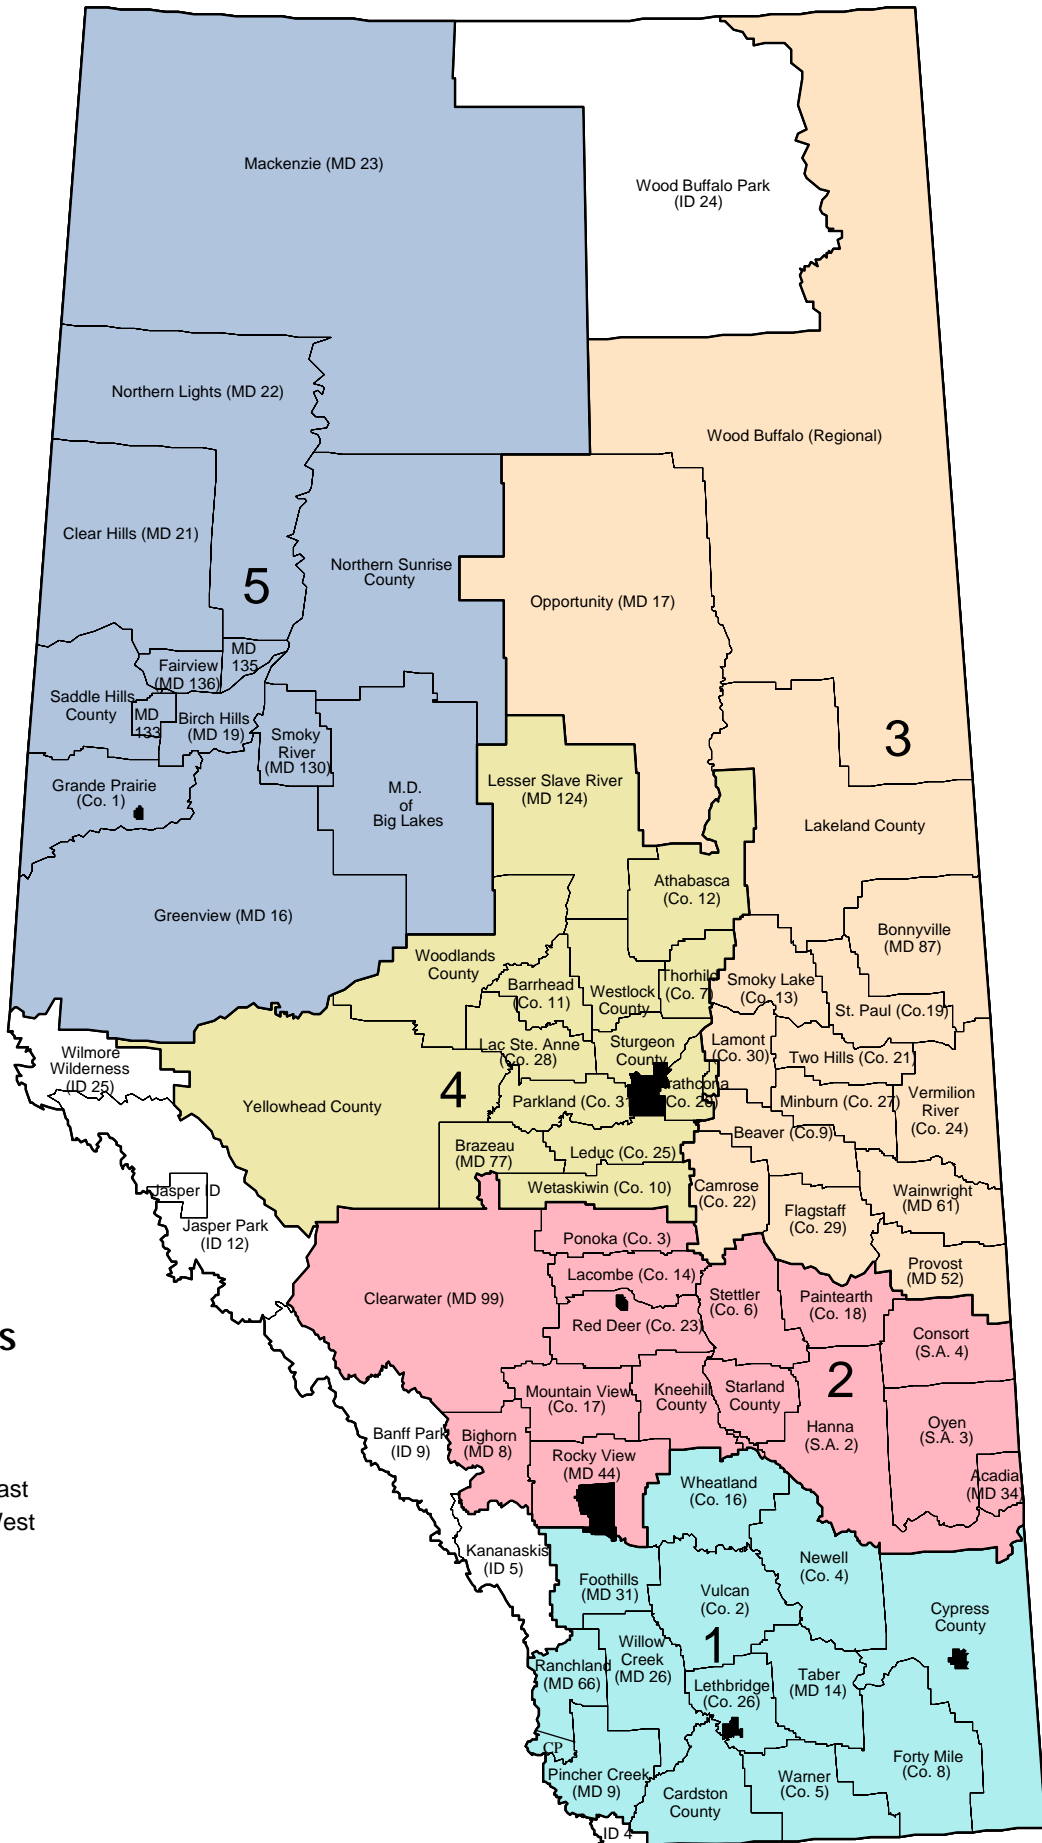 Mackenzie (MD 23)
Wood Buffalo Park
(ID 24)
Northern Lights (MD 22)
Wood Buffalo (Regional)
Clear Hills (MD 21)
5
Northern Sunrise
County
Opportunity (MD 17)
MD
135
Fairview
(MD 136)
Saddle Hills
County
MD
133
Birch Hills
(MD 19)
Smoky
River
(MD 130)
3
Grande Prairie
(Co. 1)
M.D.
of
Big Lakes
Lesser Slave River
(MD 124)
Lakeland County
Athabasca
(Co. 12)
Greenview (MD 16)
Bonnyville
(MD 87)
Woodlands
County
Barrhead
(Co. 11)
Westlock
County
Thorhild
(Co. 7)
Smoky Lake
(Co. 13)
St. Paul (Co.19)
Wilmore
Wilderness
(ID 25)
Lac Ste. Anne
(Co. 28)
Sturgeon
County
Lamont
(Co. 30)
Two Hills (Co. 21)
Yellowhead County
4
Parkland (Co. 31
rathcona
(Co. 20)
Minburn (Co. 27)
Vermilion
River
(Co. 24)
Beaver (Co.9)
Brazeau
(MD 77)
Leduc (Co. 25)
Wetaskiwin (Co. 10)
Camrose
(Co. 22)
Wainwright
(MD 61)
Jasper ID
Jasper Park
(ID 12)
Flagstaff
(Co. 29)
Ponoka (Co. 3)
Provost
(MD 52)
Clearwater (MD 99)
Lacombe (Co. 14)
Stettler
(Co. 6)
Paintearth
(Co. 18)
Red Deer (Co. 23)
s
Consort
(S.A. 4)
Mountain View
(Co. 17)
Kneehill
County
Starland
County
2
Hanna
(S.A. 2)
Oyen
(S.A. 3)
Banff Park
(ID 9)
Bighorn
(MD 8)
Rocky View
(MD 44)
Acadia
(MD 34)
ast
Vest
Wheatland
(Co. 16)
Kananaskis
(ID 5)
Newell
(Co. 4)
Foothills
(MD 31)
Vulcan
(Co. 2)
Cypress
County
1
Willow
Creek
(MD 26)
Ranchland
(MD 66)
Lethbridge
(Co. 26)
Taber
(MD 14)
CP
Pincher Creek
(MD 9)
Forty Mile
(Co. 8)
Warner
(Co. 5)
Cardston
County
ID 4